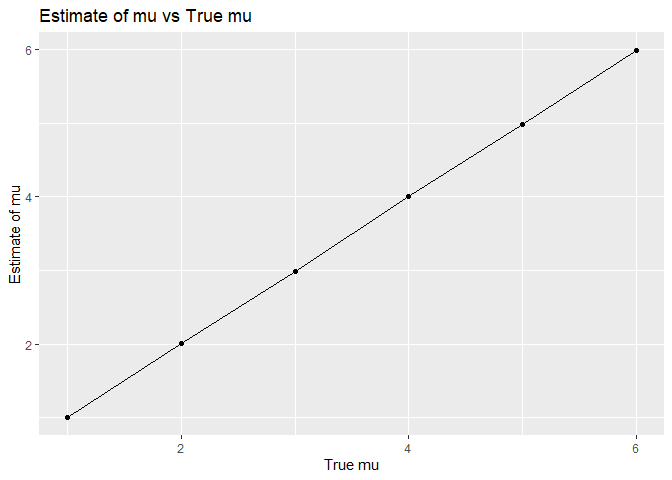 Estimate of mu vs True mu
6
4
2
Estimate of mu
2 4 6
True mu